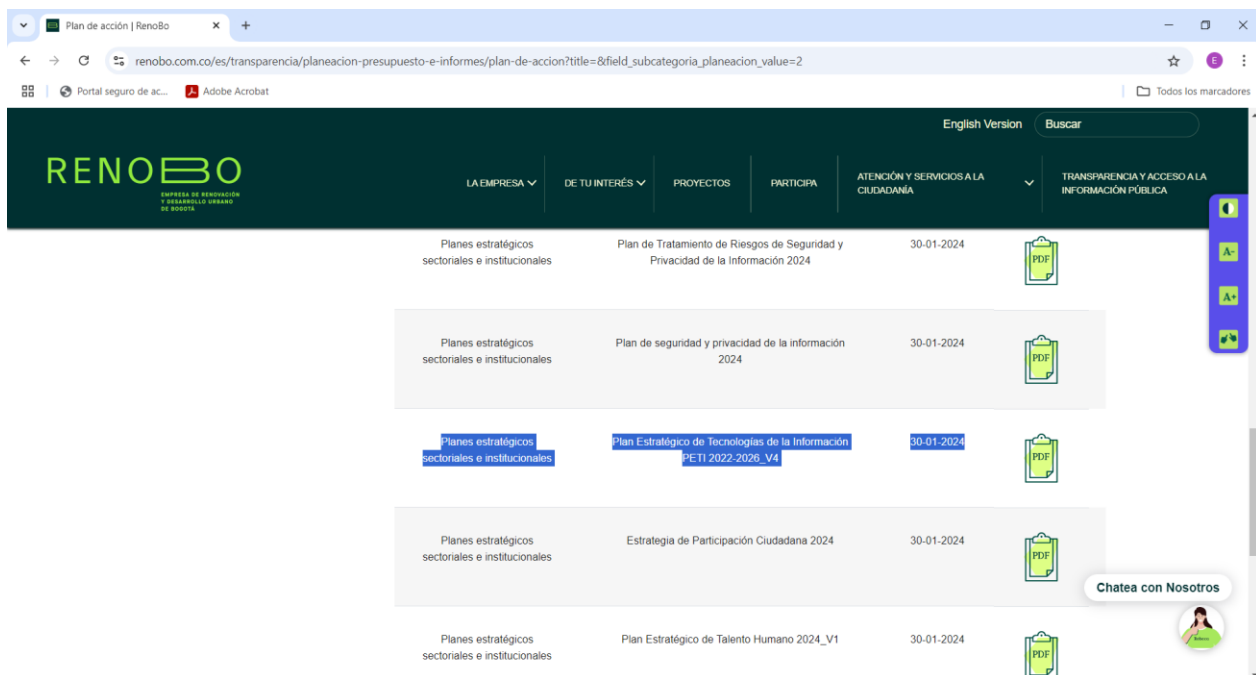 Plan de acción | RenoBo
renobo.com.co/es/transparencia/planeacion-presupuesto-e-informes/plan-de-accion?title=&field_subcategoria_planeacion_value=2
E
Portal seguro de ac...
Adobe Acrobat
Todos los marcadores
English Version
Buscar
RENOBO
EMPRESA DE RENOVACIÓN
Y DESARROLLO URBANO
DE BOGOTÁ
LA EMPRESA
DE TU INTERÉS
PROYECTOS
PARTICIPA
ATENCIÓN Y SERVICIOS A LA
CIUDADANÍA
TRANSPARENCIA Y ACCESO A LA
INFORMACIÓN PÚBLICA
A-
A+
Planes estratégicos
sectoriales e institucionales
Plan de Tratamiento de Riesgos de Seguridad y
Privacidad de la Información 2024
30-01-2024
PDF
Planes estratégicos
sectoriales e institucionales
Plan de seguridad y privacidad de la información
2024
30-01-2024
PDF
Planes estratégicos
sectoriales e institucionales
Plan Estratégico de Tecnologías de la Información
PETI 2022-2026_V4
30-01-2024
PDF
Planes estratégicos
sectoriales e institucionales
Estrategia de Participación Ciudadana 2024
30-01-2024
PDF
Planes estratégicos
sectoriales e institucionales
Plan Estratégico de Talento Humano 2024_V1
30-01-2024
PDF
Chatea con Nosotros